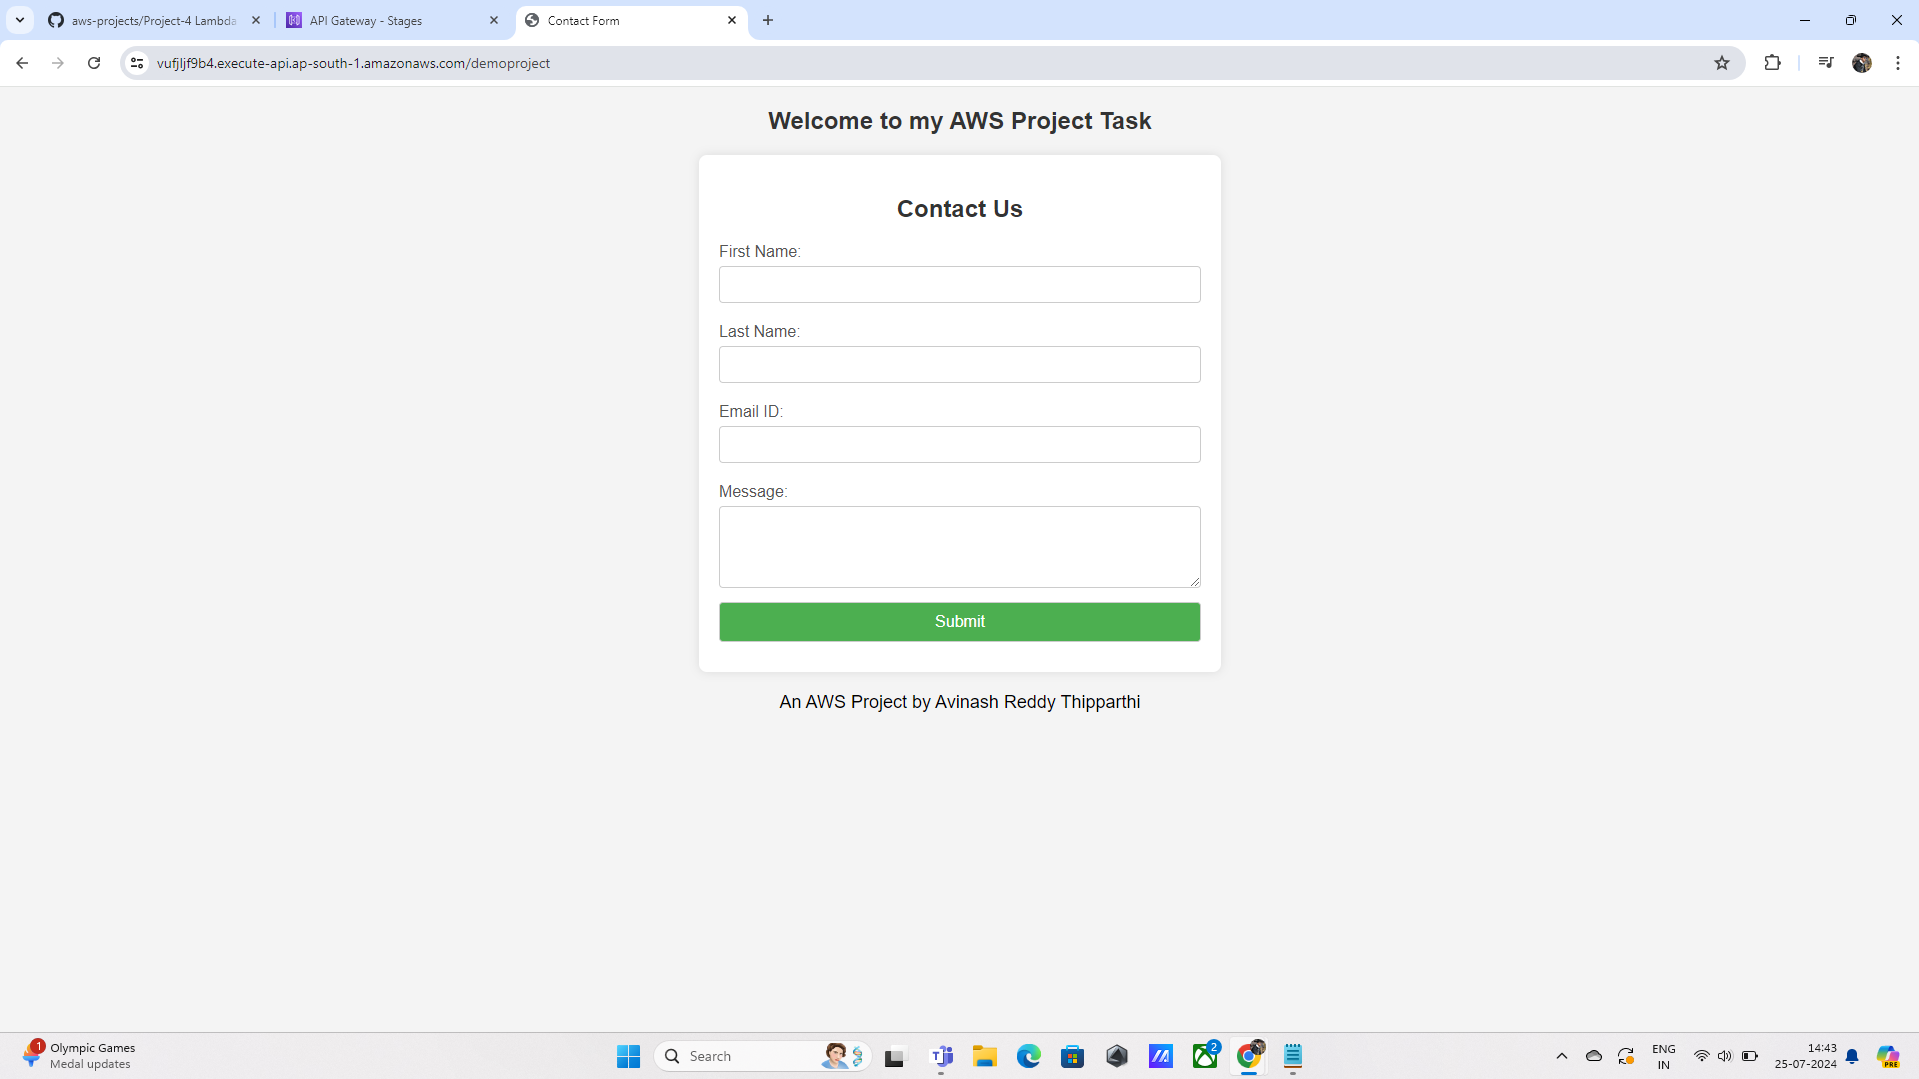 aws-projects/Project-4 Lambda
API Gateway - Stages
Contact Form
vufjljf9b4.execute-api.ap-south-1.amazonaws.com/demoproject
Welcome to my AWS Project Task
Contact Us
First Name:
Last Name:
Email ID:
Message:
Submit
An AWS Project by Avinash Reddy Thipparthi
1
Olympic Games
Medal updates
Search
2
ENG
IN
14:43
25-07-2024
PRE